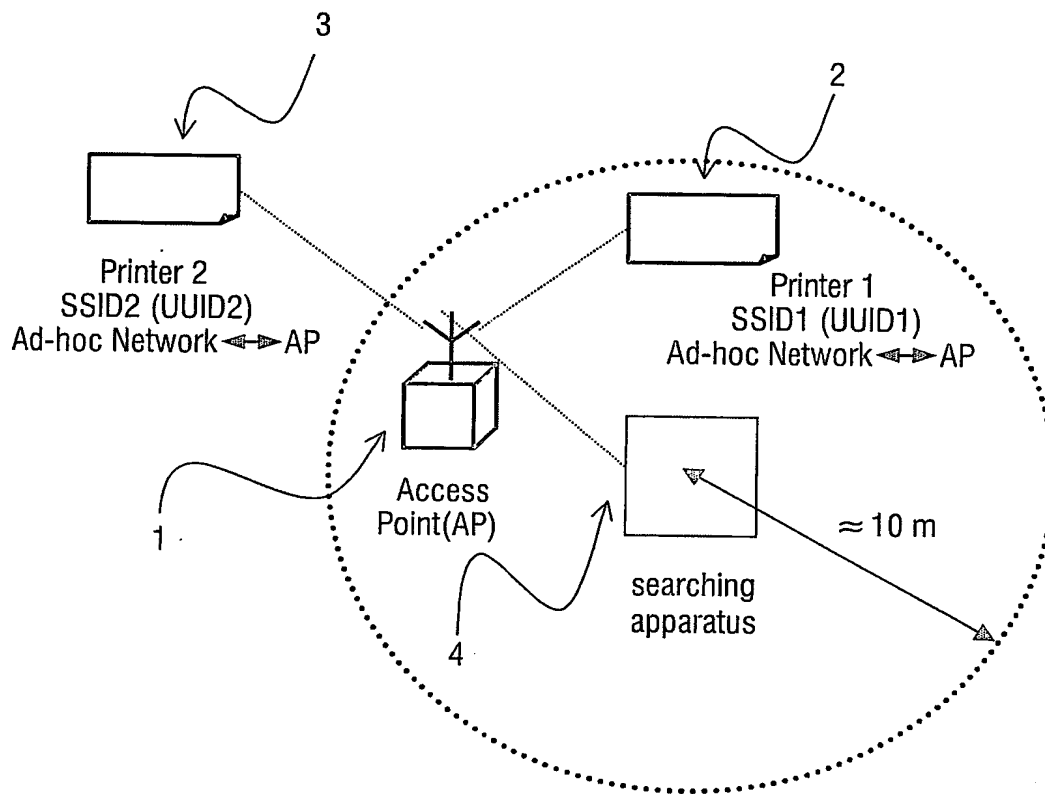 3
2
Printer 2
SSID2 (UUID2)
Ad-hoc Network AP
Printer 1
SSID1 (UUID1)
Ad-hoc Network AP
1
Access
Point(AP)
≈ 10 m
searching
apparatus
4